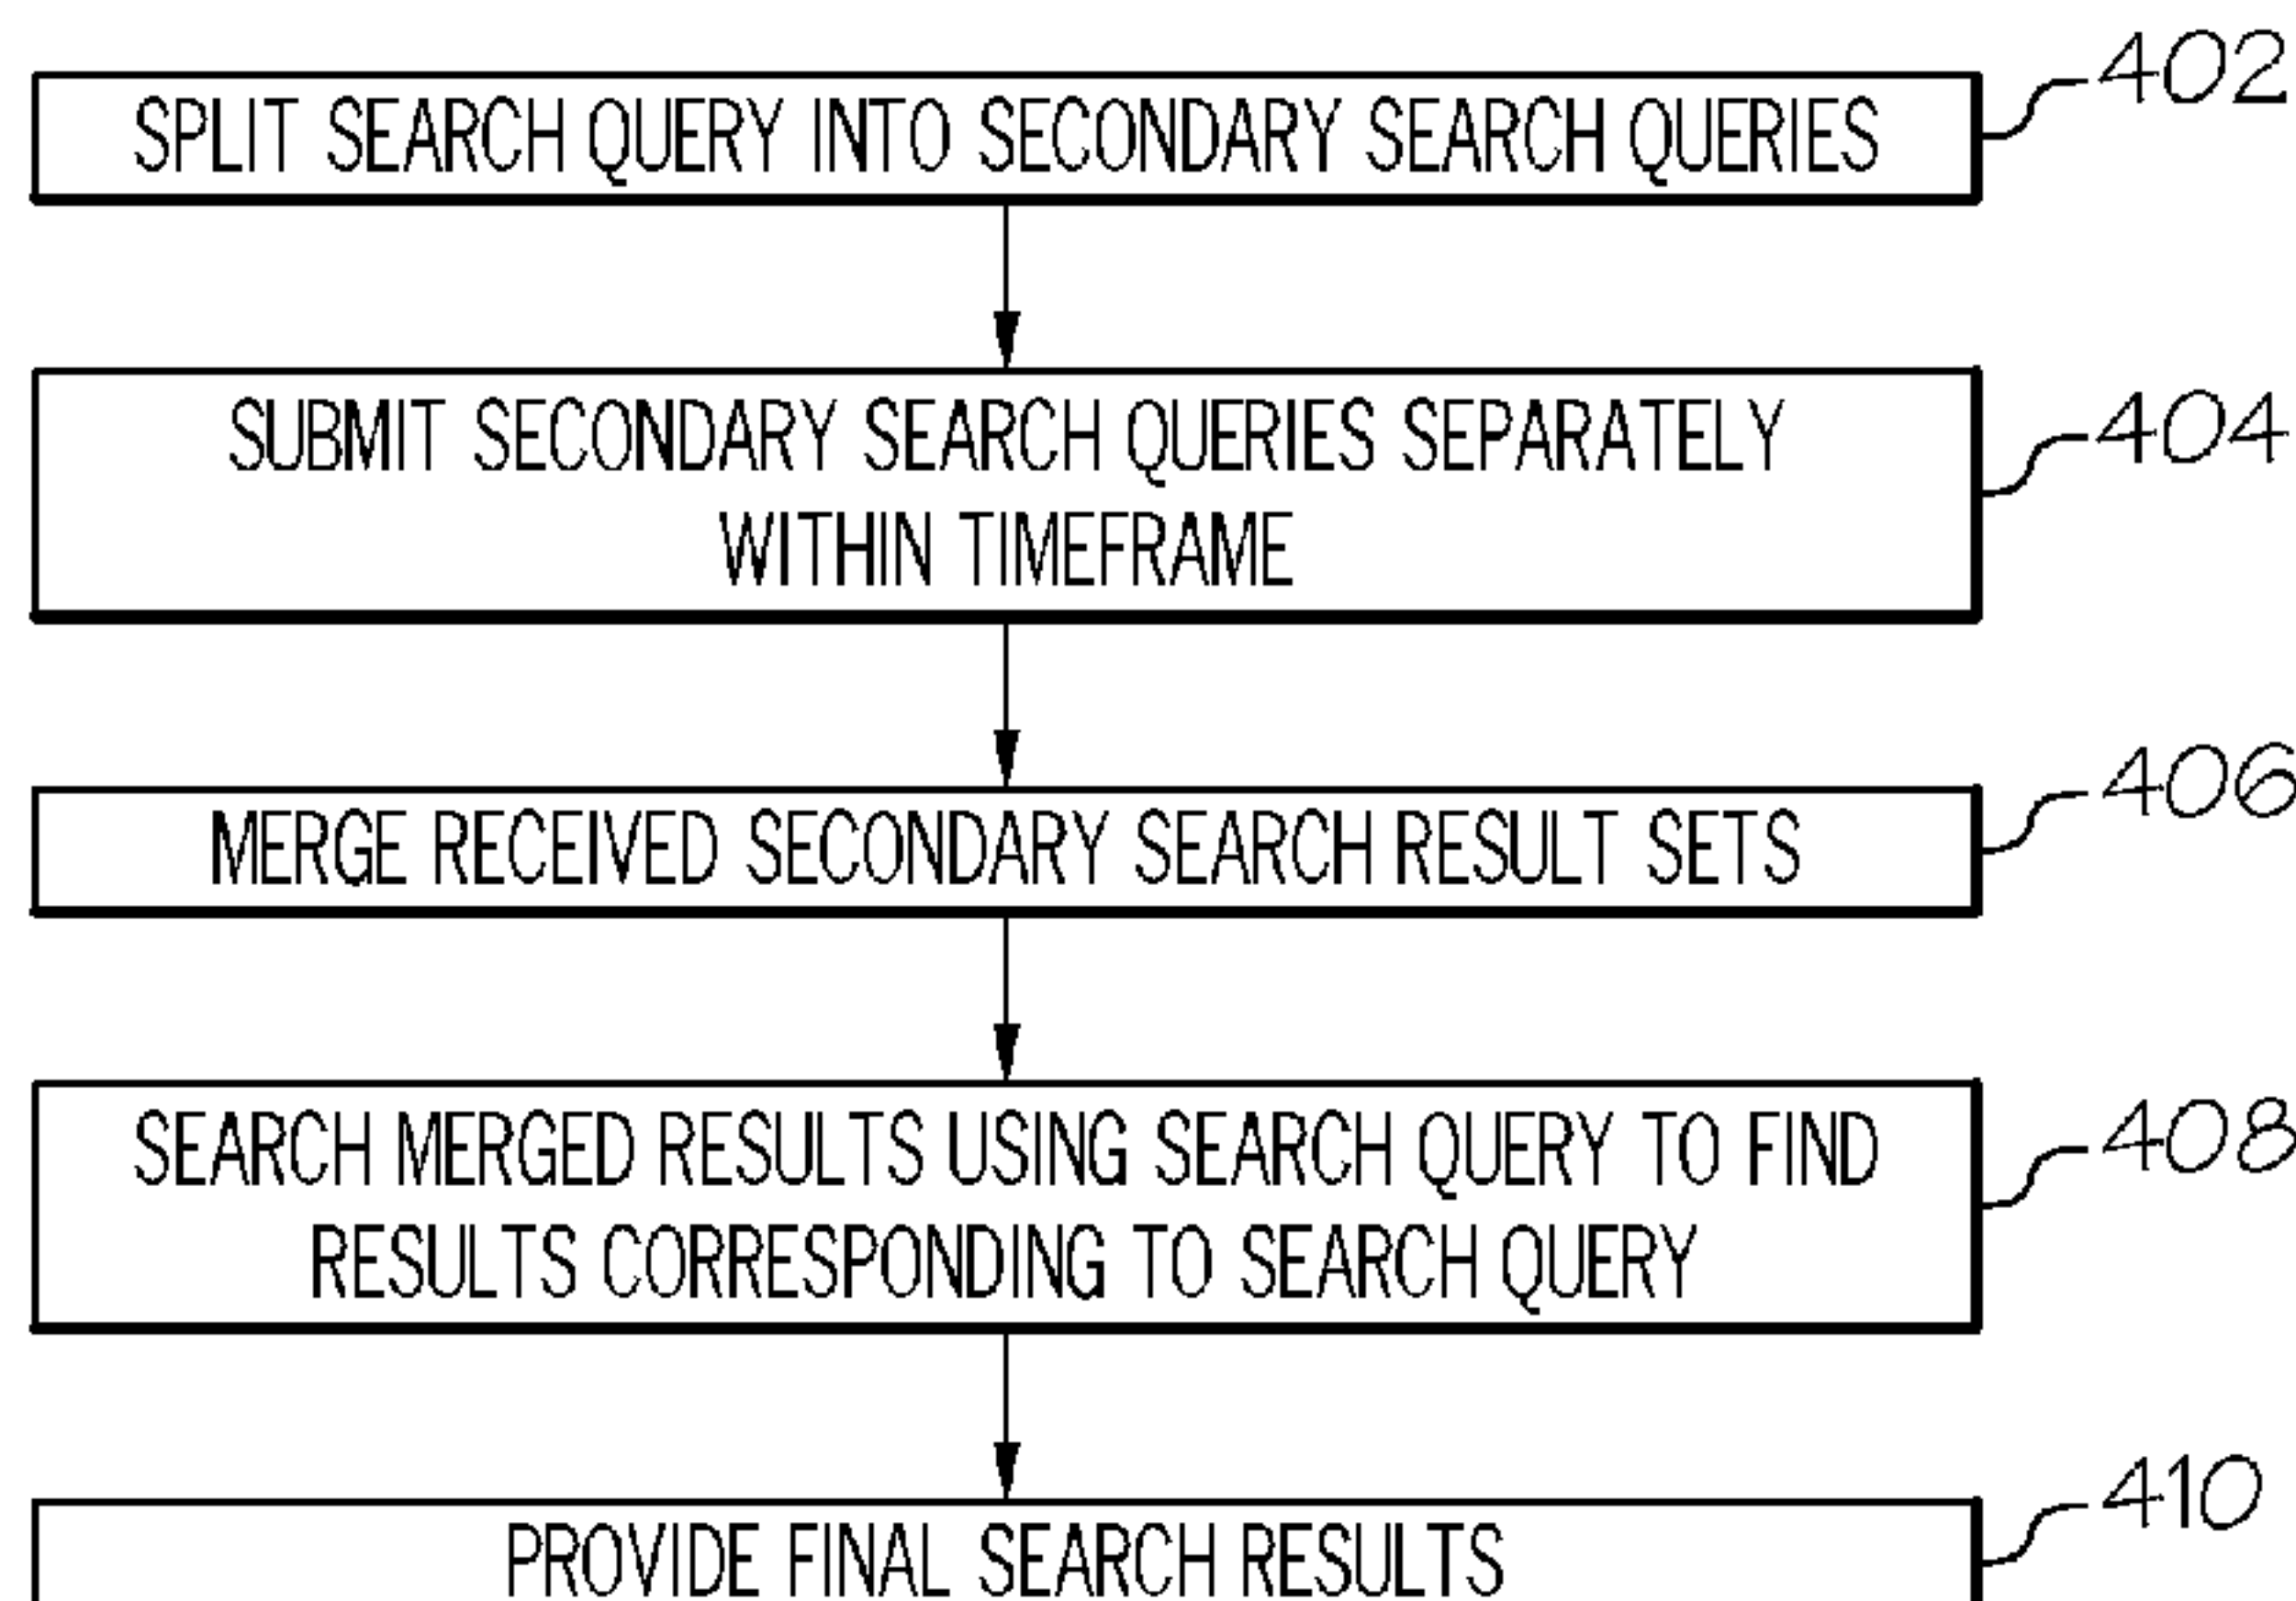 402
SPLIT SEARCH QUERY INTO SECONDARY SEARCH QUERIES
404
SUBMIT SECONDARY SEARCH QUERIES SEPARATELY
WITHIN TIMEFRAME
406
MERGE RECEIVED SECONDARY SEARCH RESULT SETS
408
SEARCH MERGED RESULTS USING SEARCH QUERY TO FIND
RESULTS CORRESPONDING TO SEARCH QUERY
410
PROVIDE FINAL SEARCH RESULTS